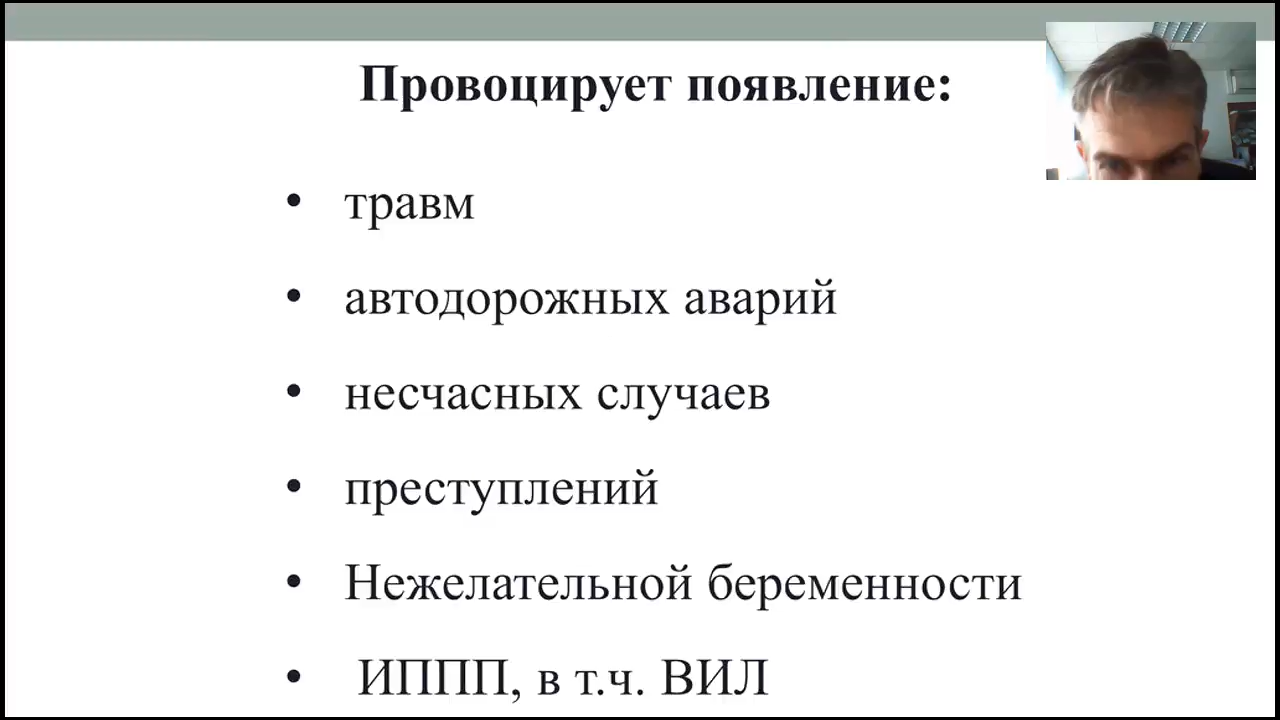 Провоцирует появление:
• травм
• автодорожных аварий
• несчасных случаев
• преступлений
• Нежелательной беременности
• ИППП, в т.ч. ВИЛ